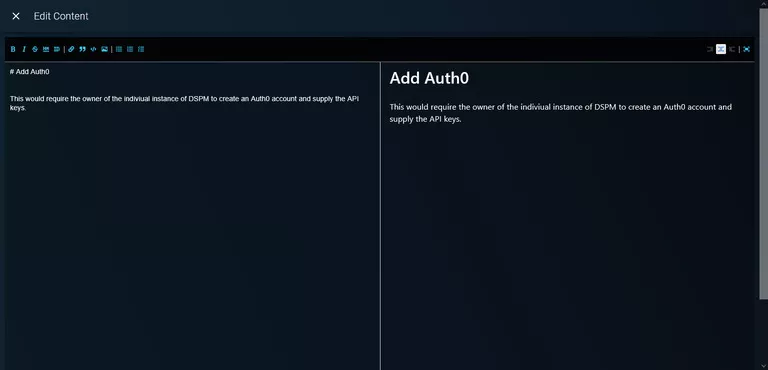 Edit Content
# Add Auth0
This would require the owner of the indiviual instance of DSPM to create an Auth0 account and supply the API
keys.
Add Auth0
This would require the owner of the indiviual instance of DSPM to create an Auth0 account and
supply the API keys.